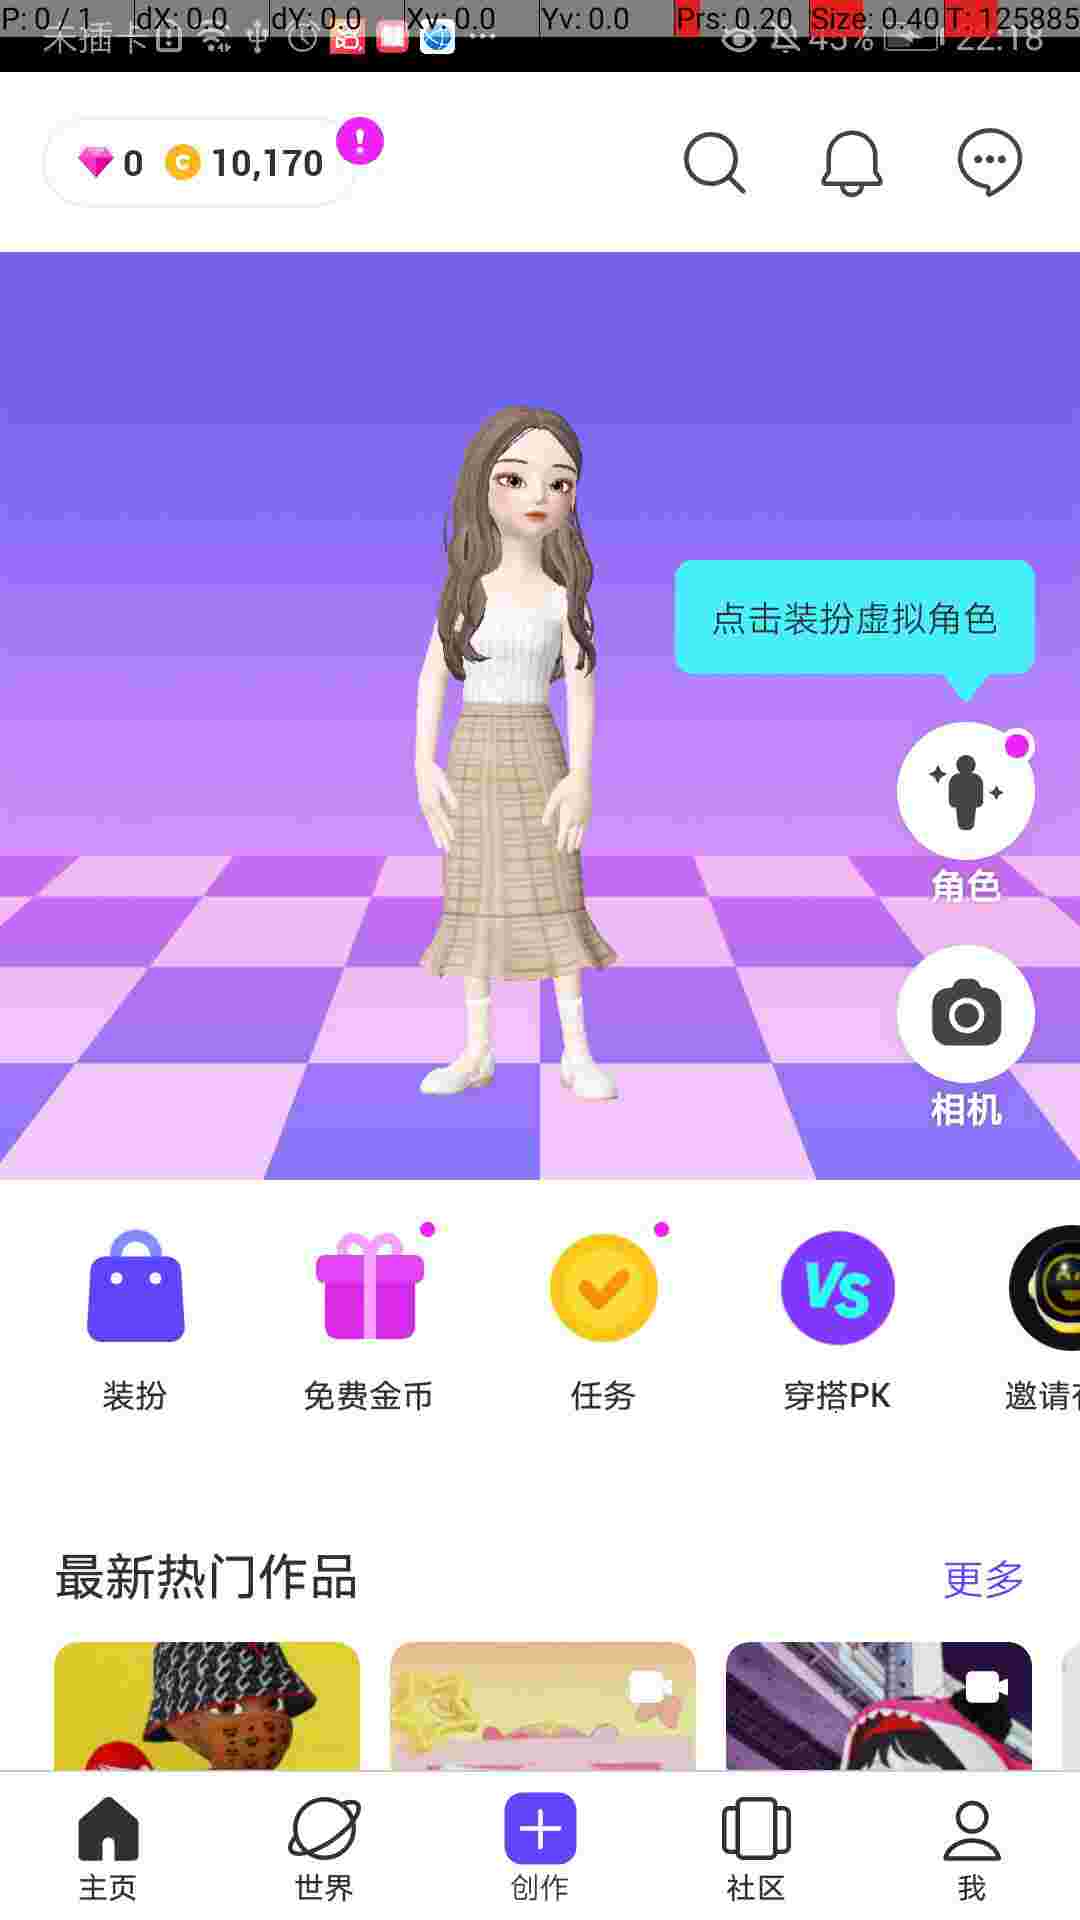 P: 0 / 1 dX: 0.0 dY: 0.0 Xv: 0.0 Yv: 0.0 Prs: 0.20 Size: 0.40 T: 125885
未插卡 45% 22:18
0 10,170
点击装扮虚拟角色
角色
相机
VS
装扮 免费金币 任务 穿搭PK 邀请
最新热门作品 更多
主页 世界 创作 社区 我